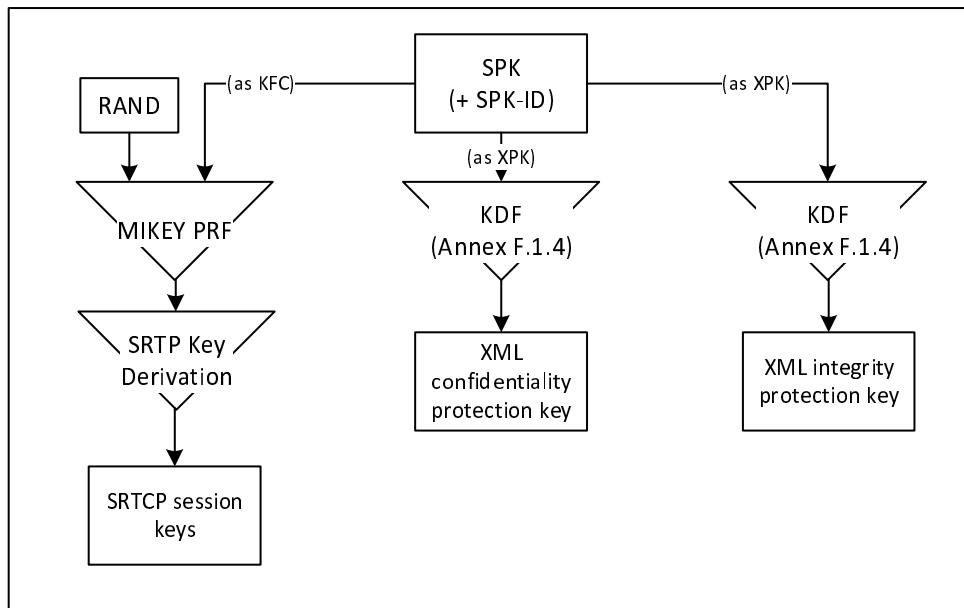 SPK
(+ SPK-ID)
(as KFC)
(as XPK)
RAND
(as XPK)
MIKEY PRF
KDF
(Annex F.1.4)
KDF
(Annex F.1.4)
SRTP Key
Derivation
XML
confidentiality
protection key
XML integrity
protection key
SRTCP session
keys